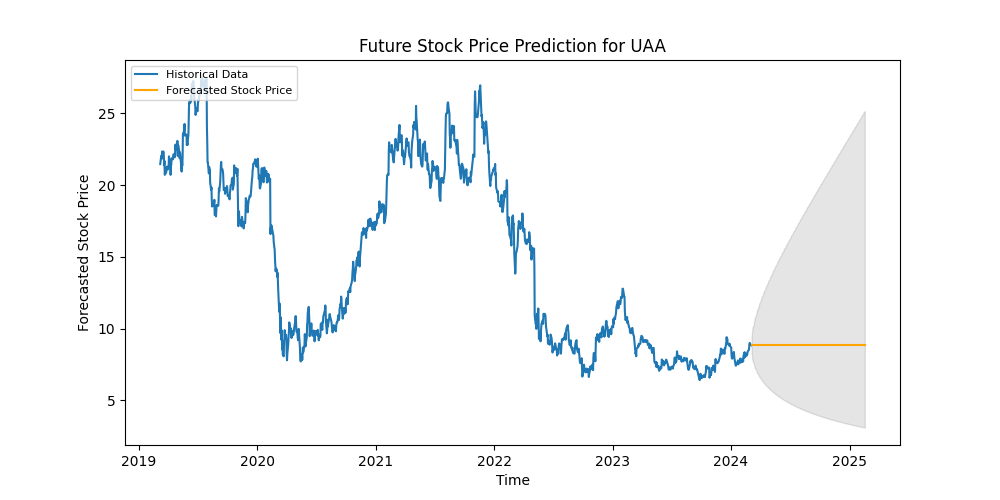 Future Stock Price Prediction for UAA
Historical Data
Forecasted Stock Price
Forecasted Stock Price
25
20
15
10
5
2019 2020 2021 2022 2023 2024 2025
Time